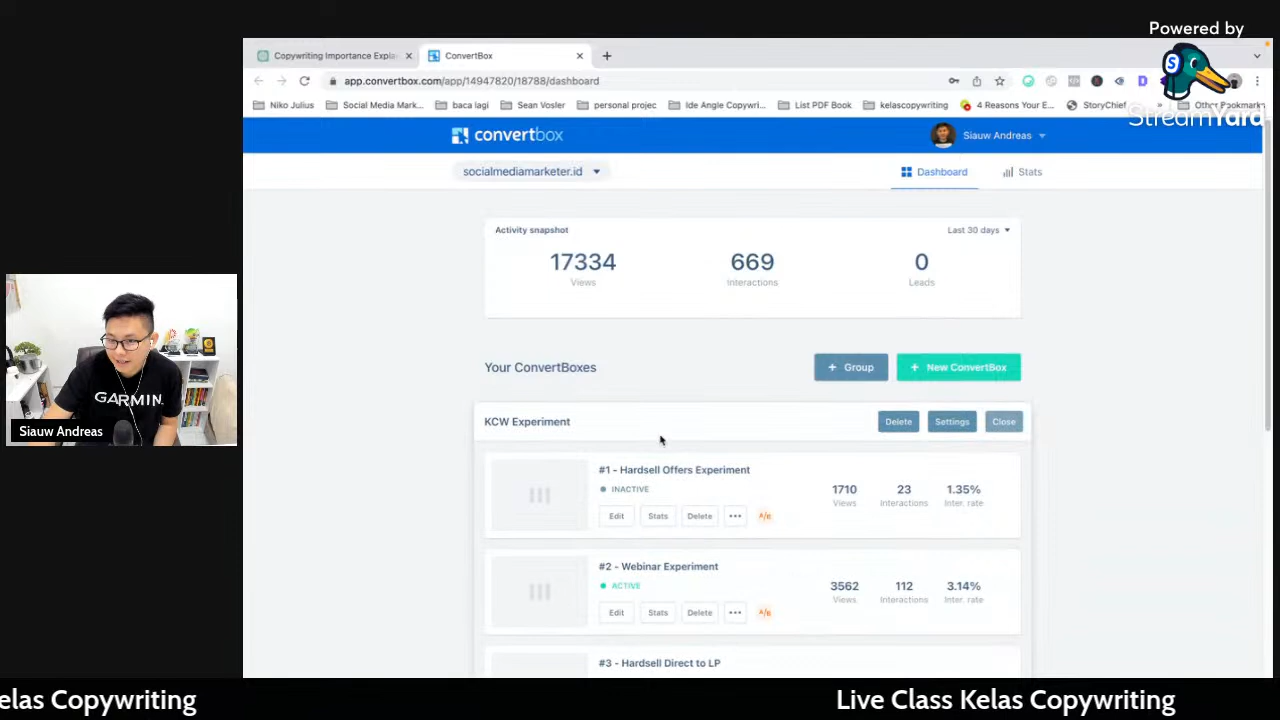 Powered by
StreamYard
Copywriting Importance Expla
ConvertBox
app.convertbox.com/app/14947820/18788/dashboard
Niko Julius
Social Media Mark...
baca lagi
Sean Vosler
personal projec
Ide Angle Copywri...
List PDF Book
kelascopywriting
4 Reasons Your E...
StoryChief
Other Bookmarks
convertbox
Siauw Andreas
socialmediamarketer.id
Dashboard
Stats
Activity snapshot
Last 30 days
17334
669
0
Views
Interactions
Leads
Your ConvertBoxes
+ Group
+ New ConvertBox
KCW Experiment
Delete
Settings
Close
#1 - Hardsell Offers Experiment
INACTIVE
Edit
Stats
Delete
A/B
1710
23
1.35%
Views
Interactions
Inter. rate
#2 - Webinar Experiment
ACTIVE
Edit
Stats
Delete
A/B
3562
112
3.14%
Views
Interactions
Inter. rate
#3 - Hardsell Direct to LP
GARMIN
Siauw Andreas
elas Copywriting
Live Class Kelas Copywriting